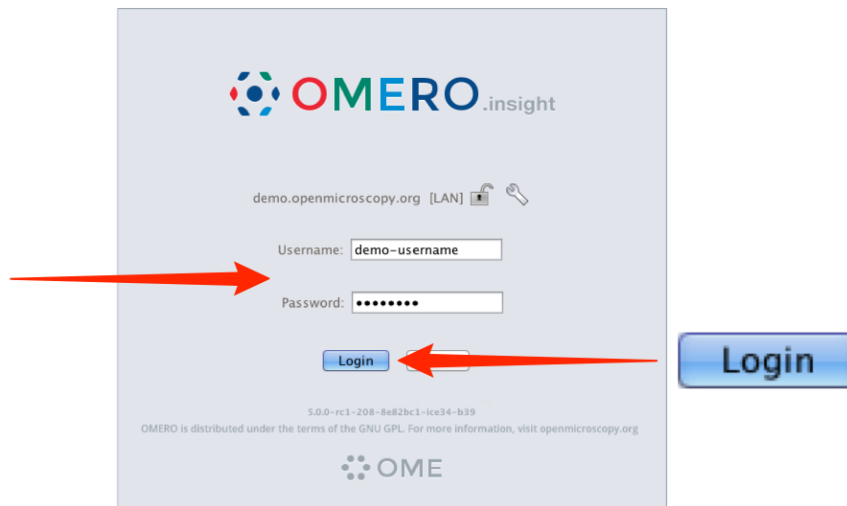 OMERO.insight
demo.openmicroscopy.org [LAN]
Username: demo-username
Password: ••••••••
Login
Login
5.0.0-rc1-208-8e82bc1-ice34-b39
OMERO is distributed under the terms of the GNU GPL. For more information, visit openmicroscopy.org
OME